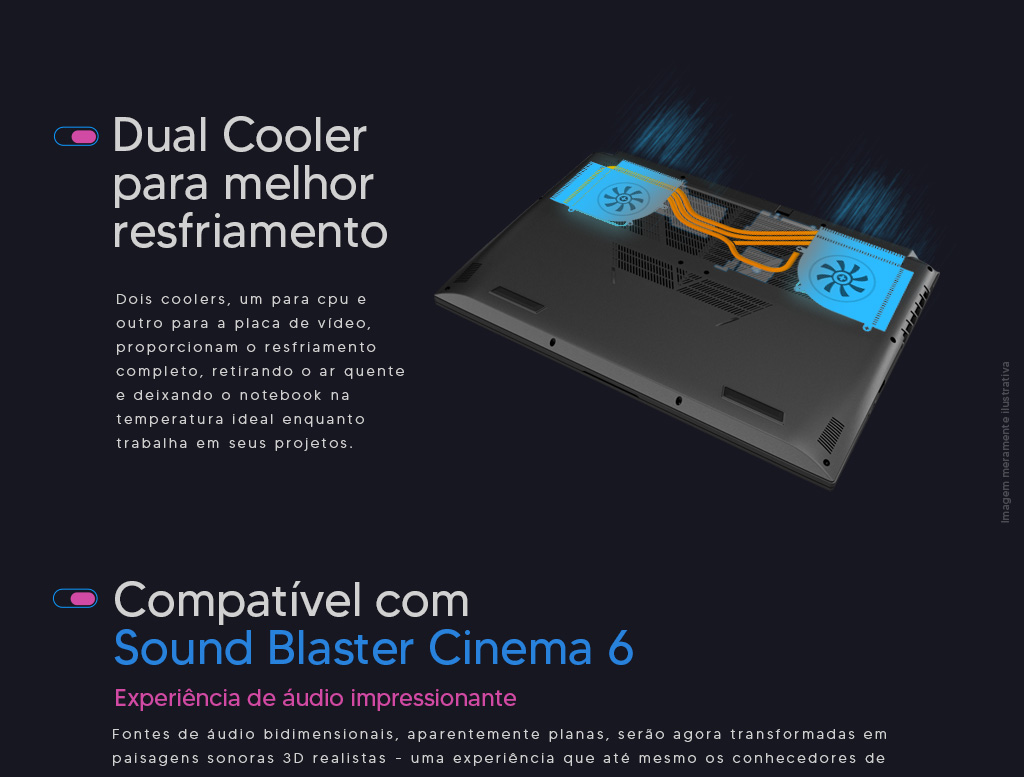 Dual Cooler
para melhor
resfriamento
Dois coolers, um para cpu e
outro para a placa de vídeo,
proporcionam o resfriamento
completo, retirando o ar quente
e deixando o notebook na
temperatura ideal enquanto
trabalha em seus projetos.
Imagem meramente ilustrativa
Compatível com
Sound Blaster Cinema 6
Experiência de áudio impressionante
Fontes de áudio bidimensionais, aparentemente planas, serão agora transformadas em
paisagens sonoras 3D realistas - uma experiência que até mesmo os conhecedores de